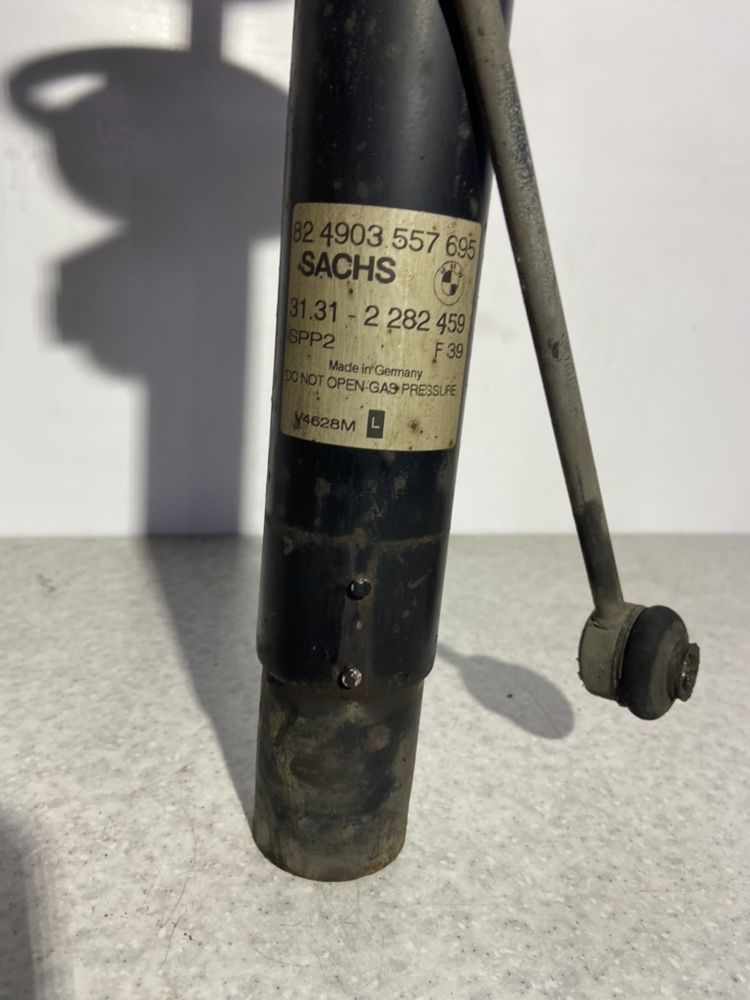 82 4903 557 695
SACHS
31.31 - 2 282 459
SPP2 F 39
Made in Germany
DO NOT OPEN-GAS PRESSURE
V4628M L